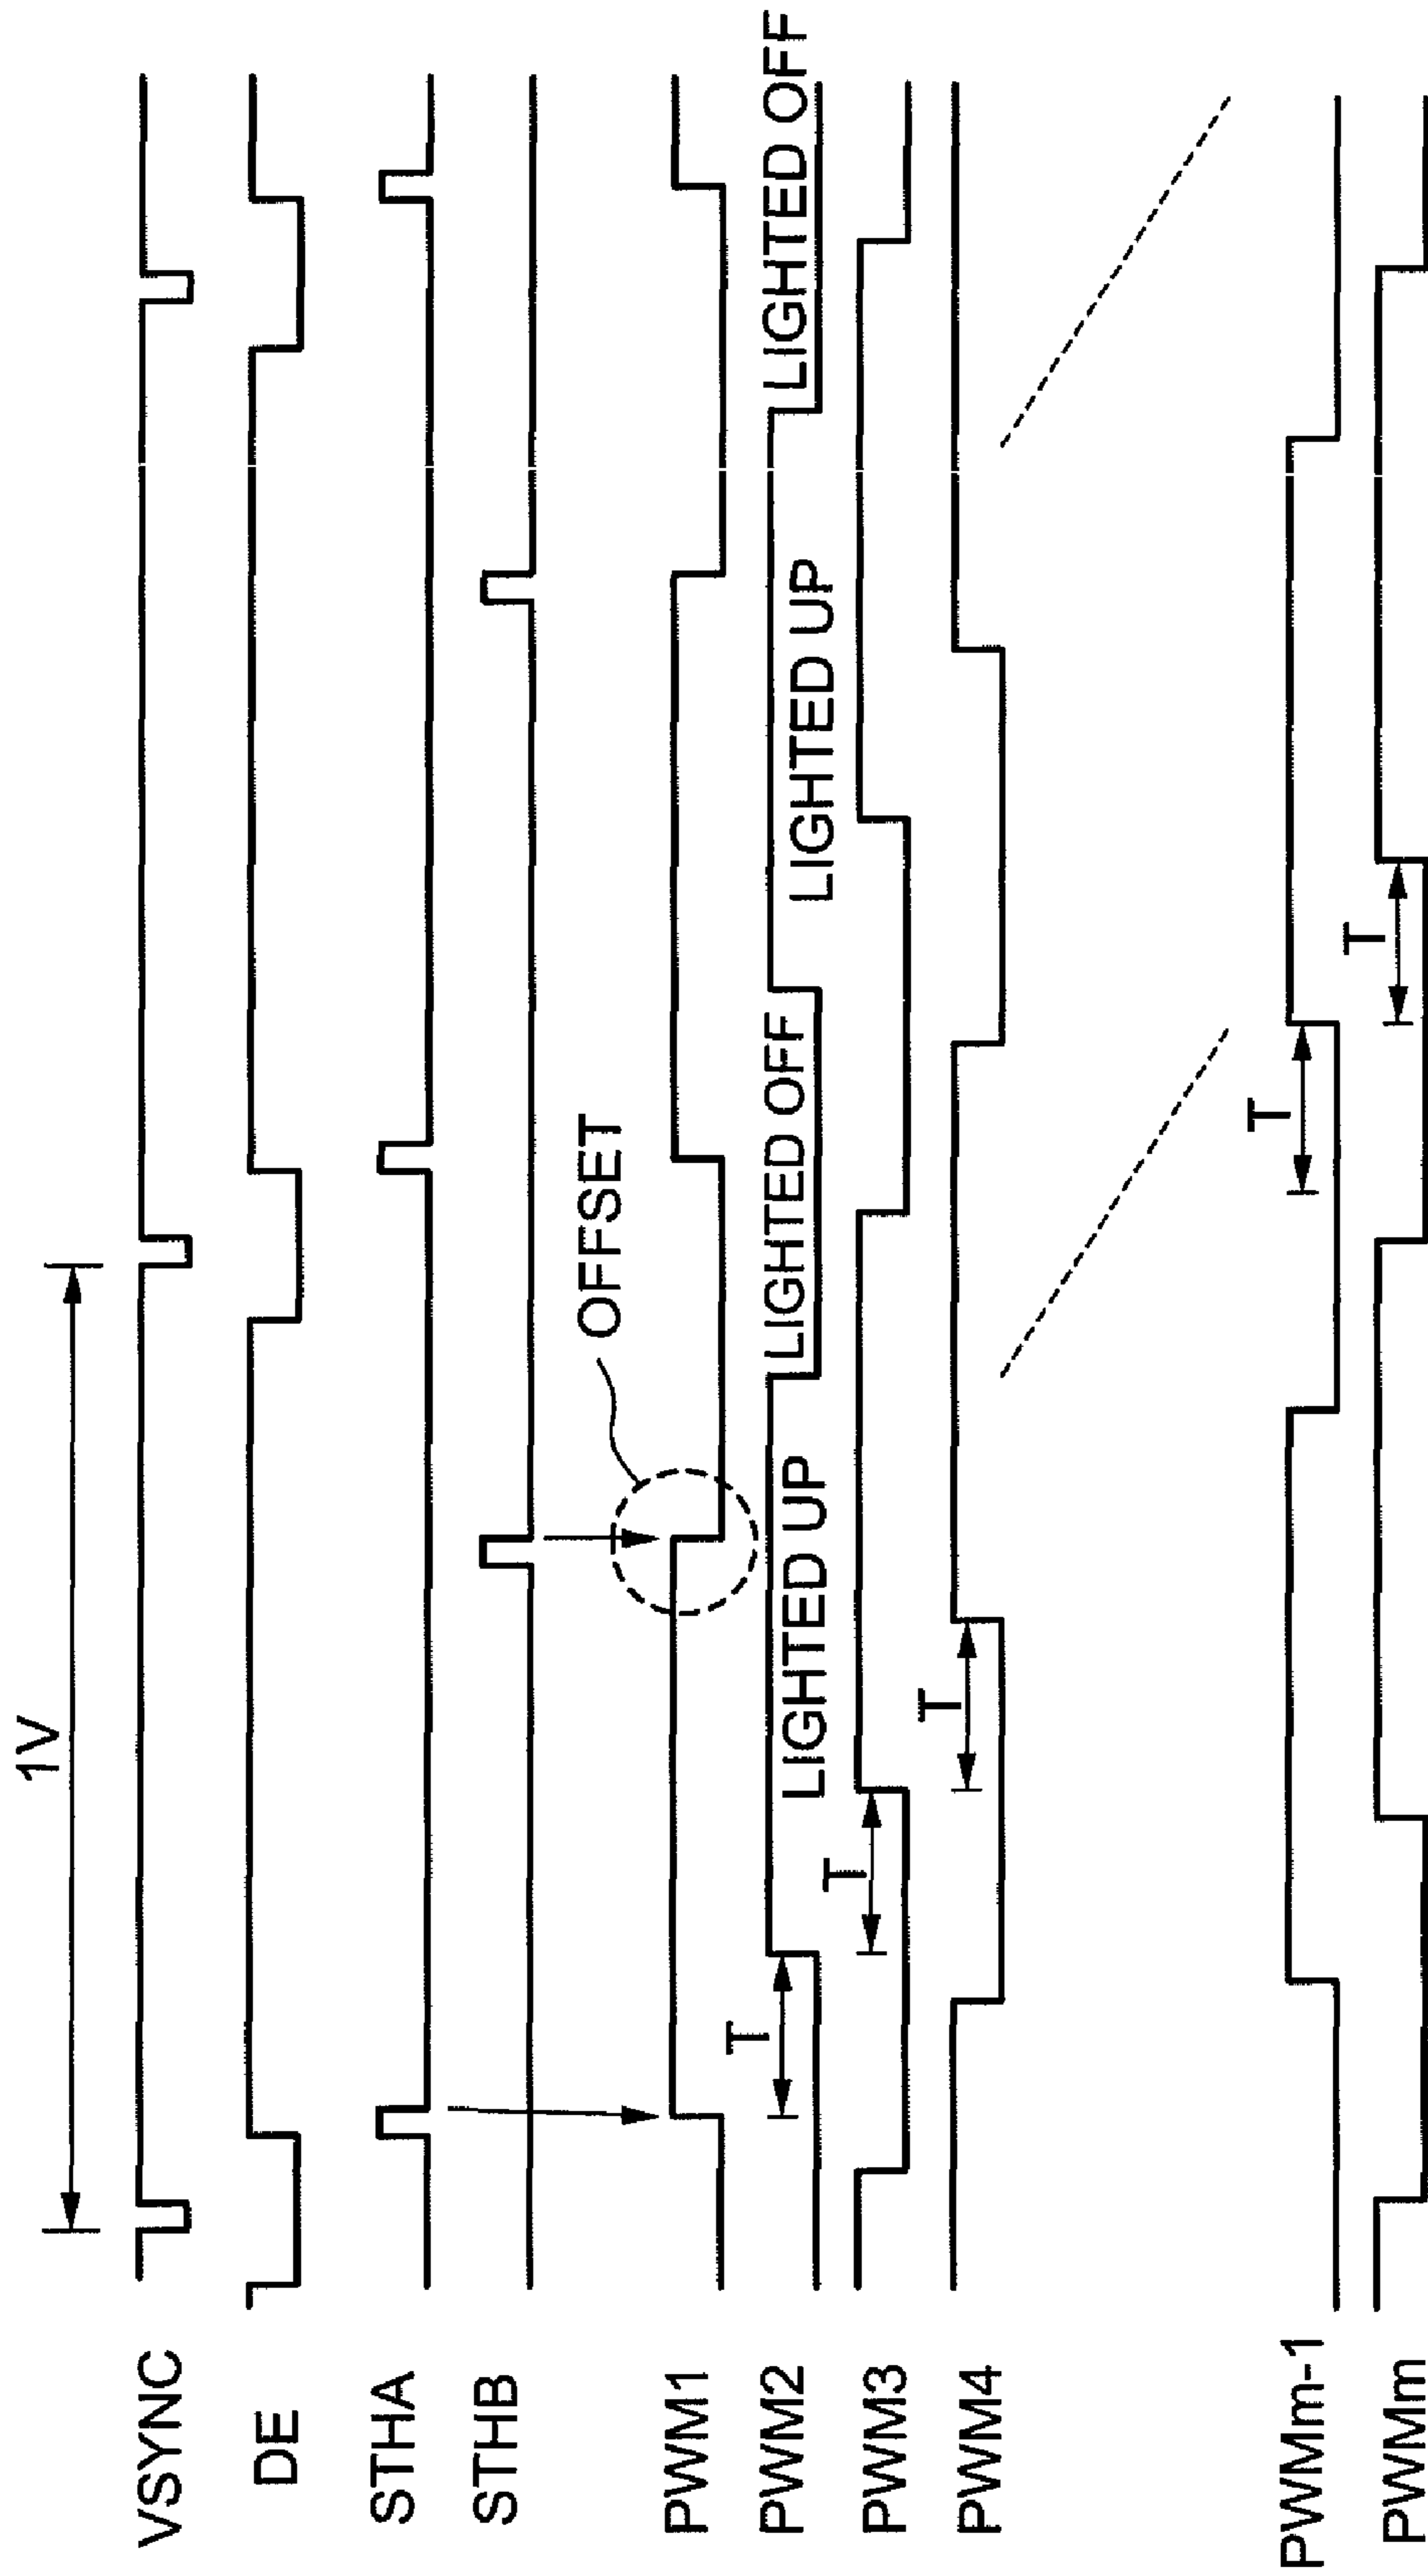 1V
VSYNC
DE
STHA
STHB
OFFSET
PWM1
T
PWM2
LIGHTED UP
LIGHTED OFF
LIGHTED UP
LIGHTED OFF
T
PWM3
T
PWM4
T
PWMm-1
T
PWMm